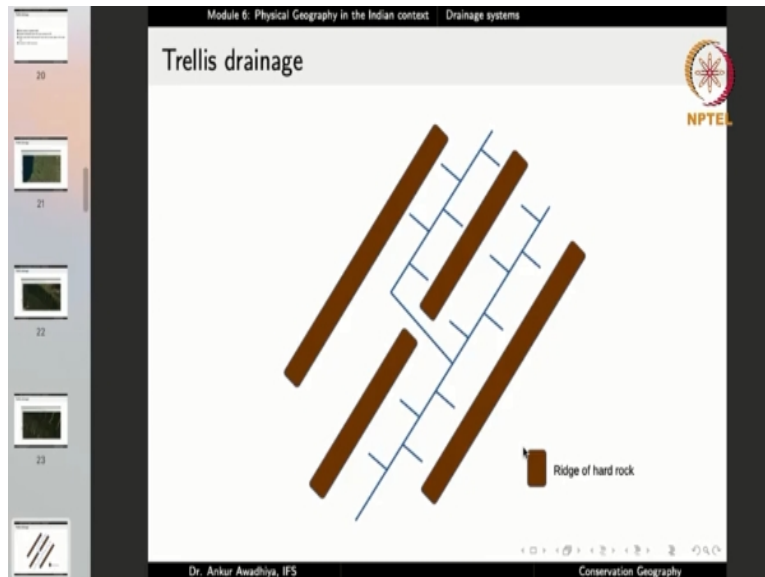 Module 6: Physical Geography in the Indian context Drainage systems
Trellis drainage
NPTEL
20
21
22
23
Ridge of hard rock
Dr. Ankur Awadhiya, IFS Conservation Geography